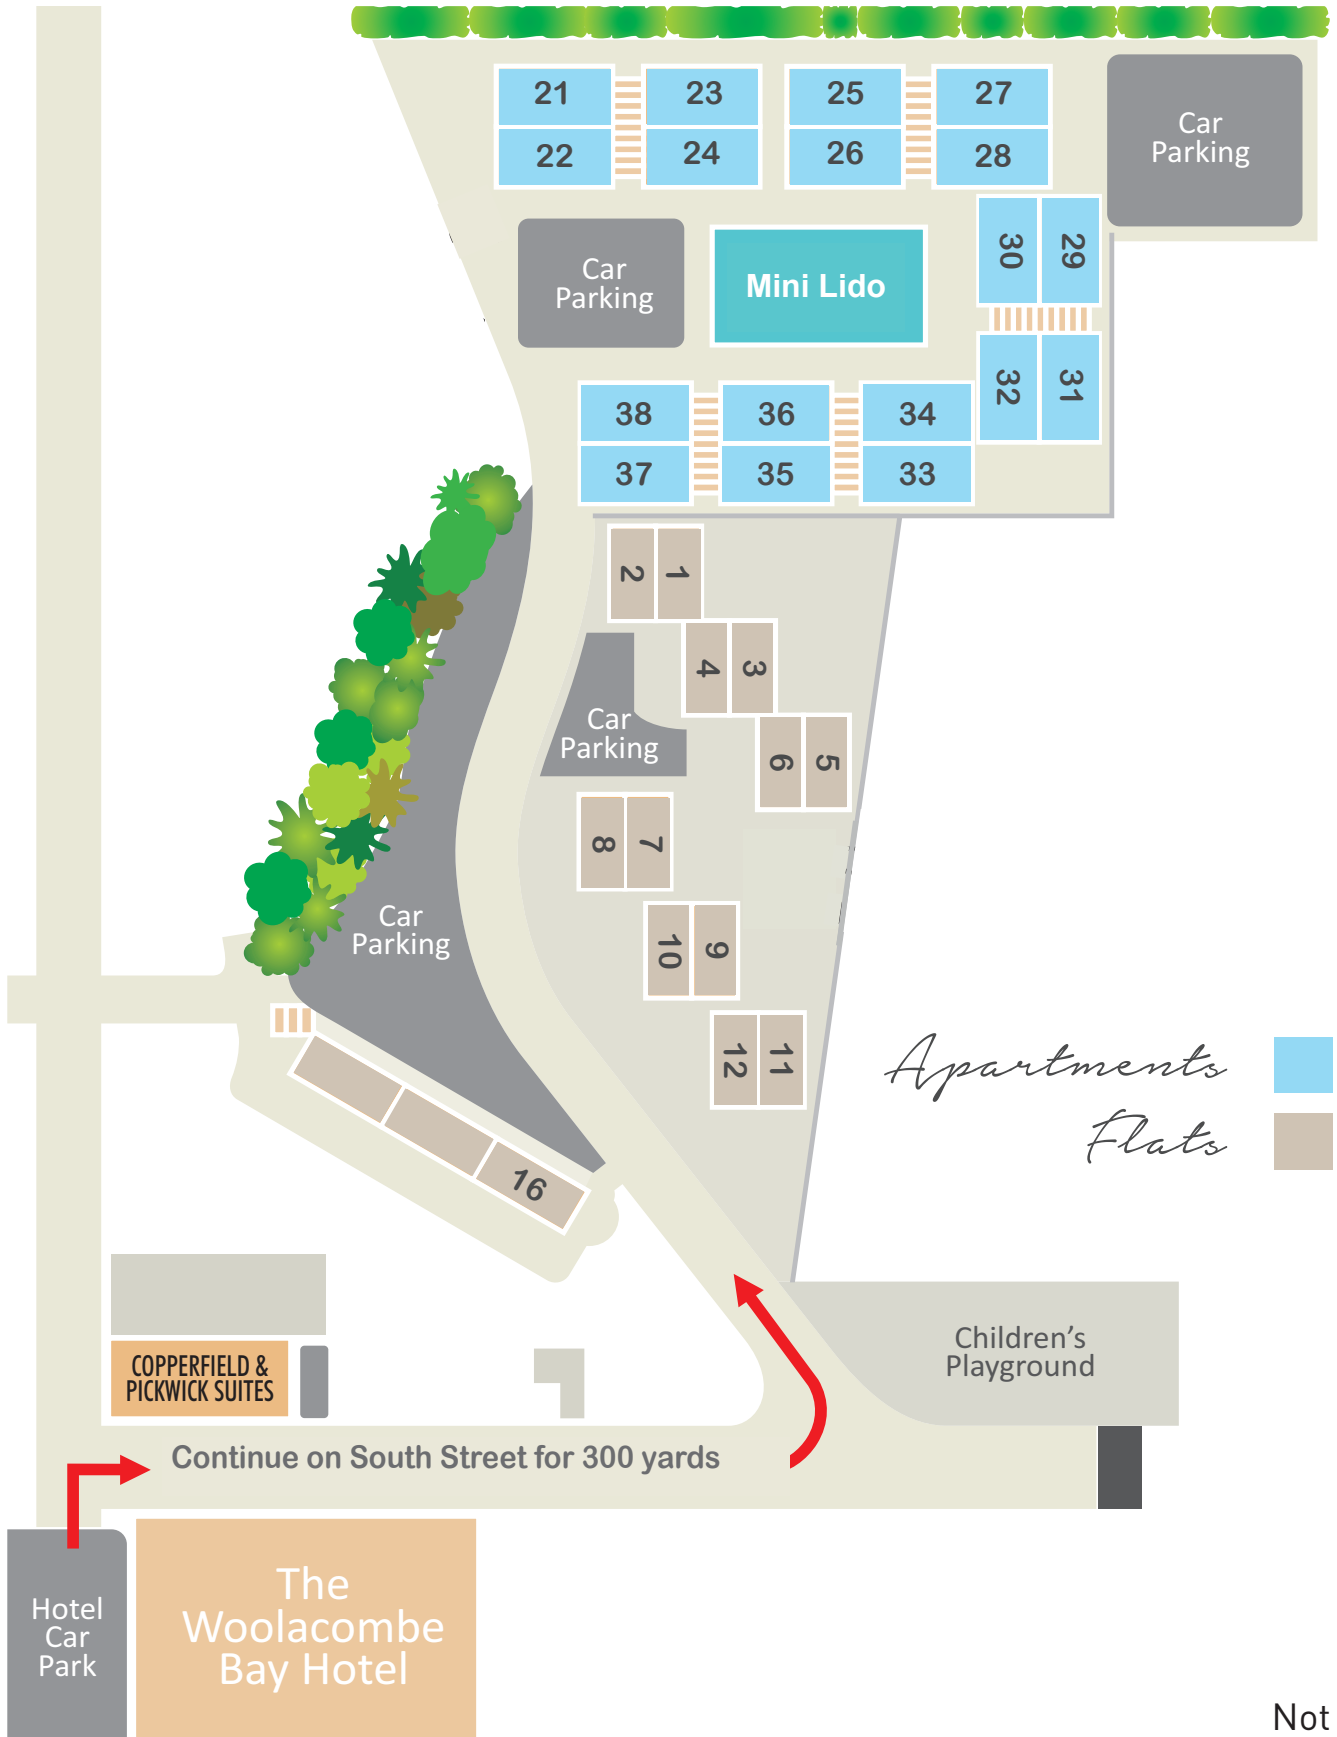 21 23 25 27
22 24 26 28
Car
Parking
30 29
Car
Parking
Mini Lido
32 31
38 36 34
37 35 33
2 1
4 3
6 5
Car
Parking
8 7
10 9
Car
Parking
12 11
Apartments
Flats
16
Children's
Playground
COPPERFIELD &
PICKWICK SUITES
Continue on South Street for 300 yards
The
Woolacombe
Bay Hotel
Hotel
Car
Park
Not